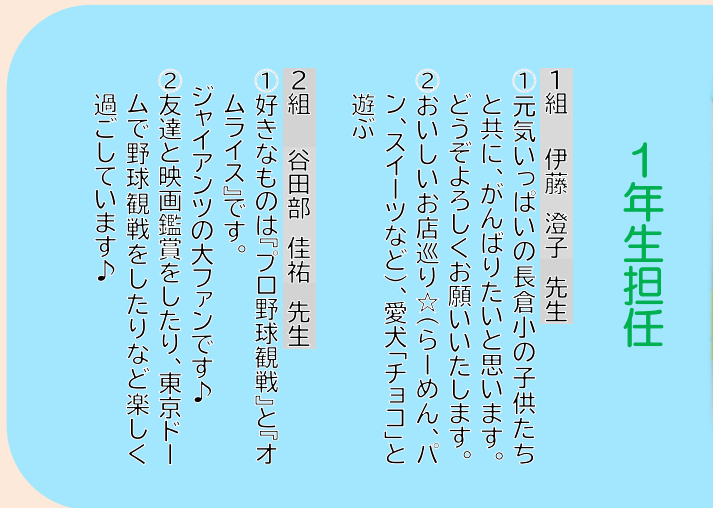 1年生担任
1組　伊藤　澄子　先生
①元気いっぱいの長倉小の子供たち
と共に、がんばりたいと思います。
どうぞよろしくお願いいたします。
②おいしいお店巡り☆(らーめん、パ
ン、スイーツなど)、愛犬「チョコ」と
遊ぶ
2組　谷田部　佳祐　先生
①好きなものは『プロ野球観戦』と『オ
ムライス』です。
ジャイアンツの大ファンです♪
②友達と映画鑑賞をしたり、東京ドー
ムで野球観戦をしたりなど楽しく
過ごしています♪